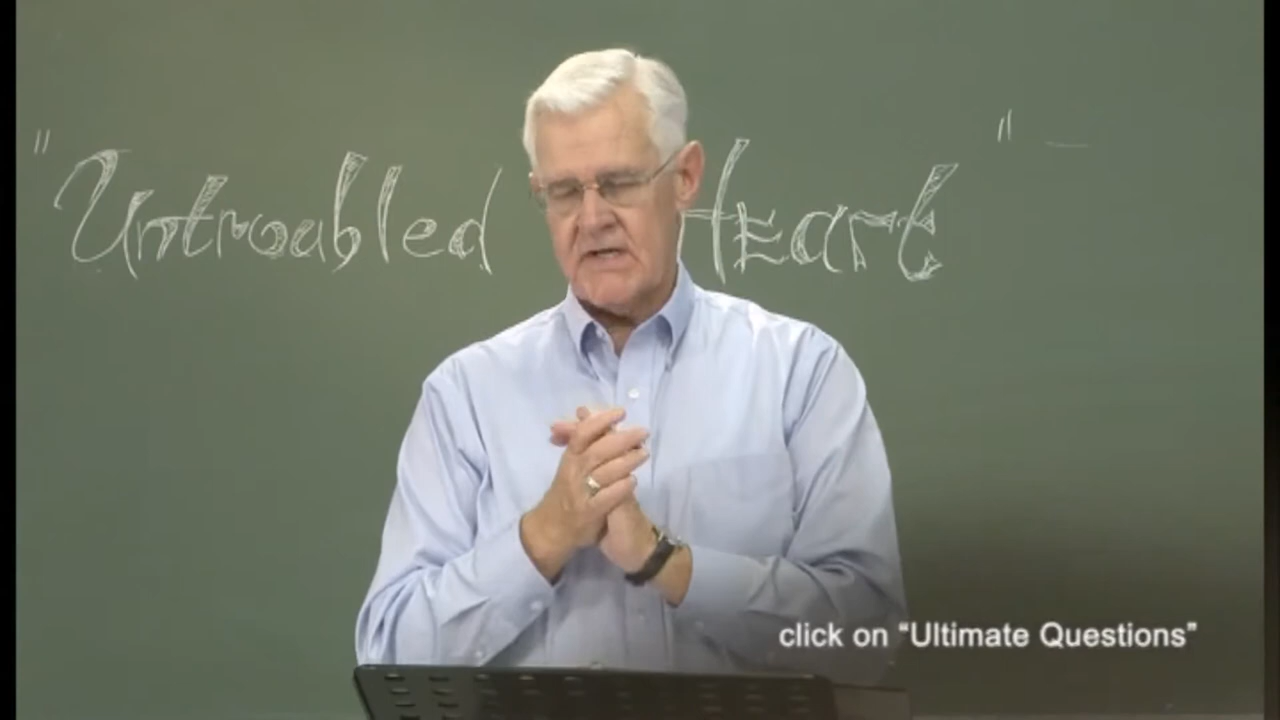 "Untroubled Heart" –
click on “Ultimate Questions”